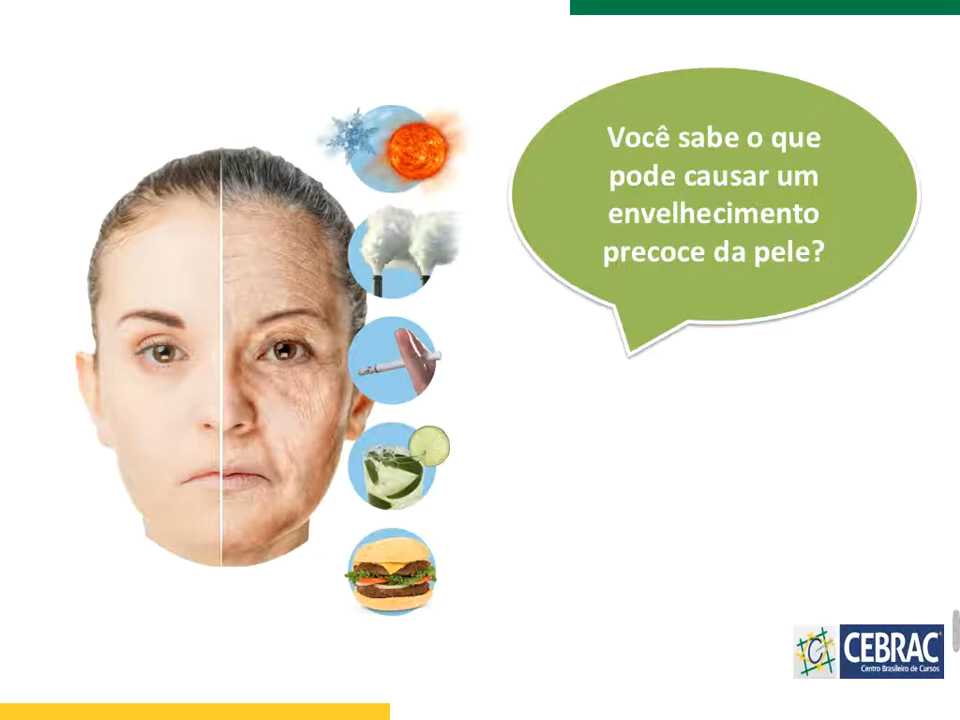 Você sabe o que
pode causar um
envelhecimento
precoce da pele?
CEBRAC
Centro Brasileiro de Cursos